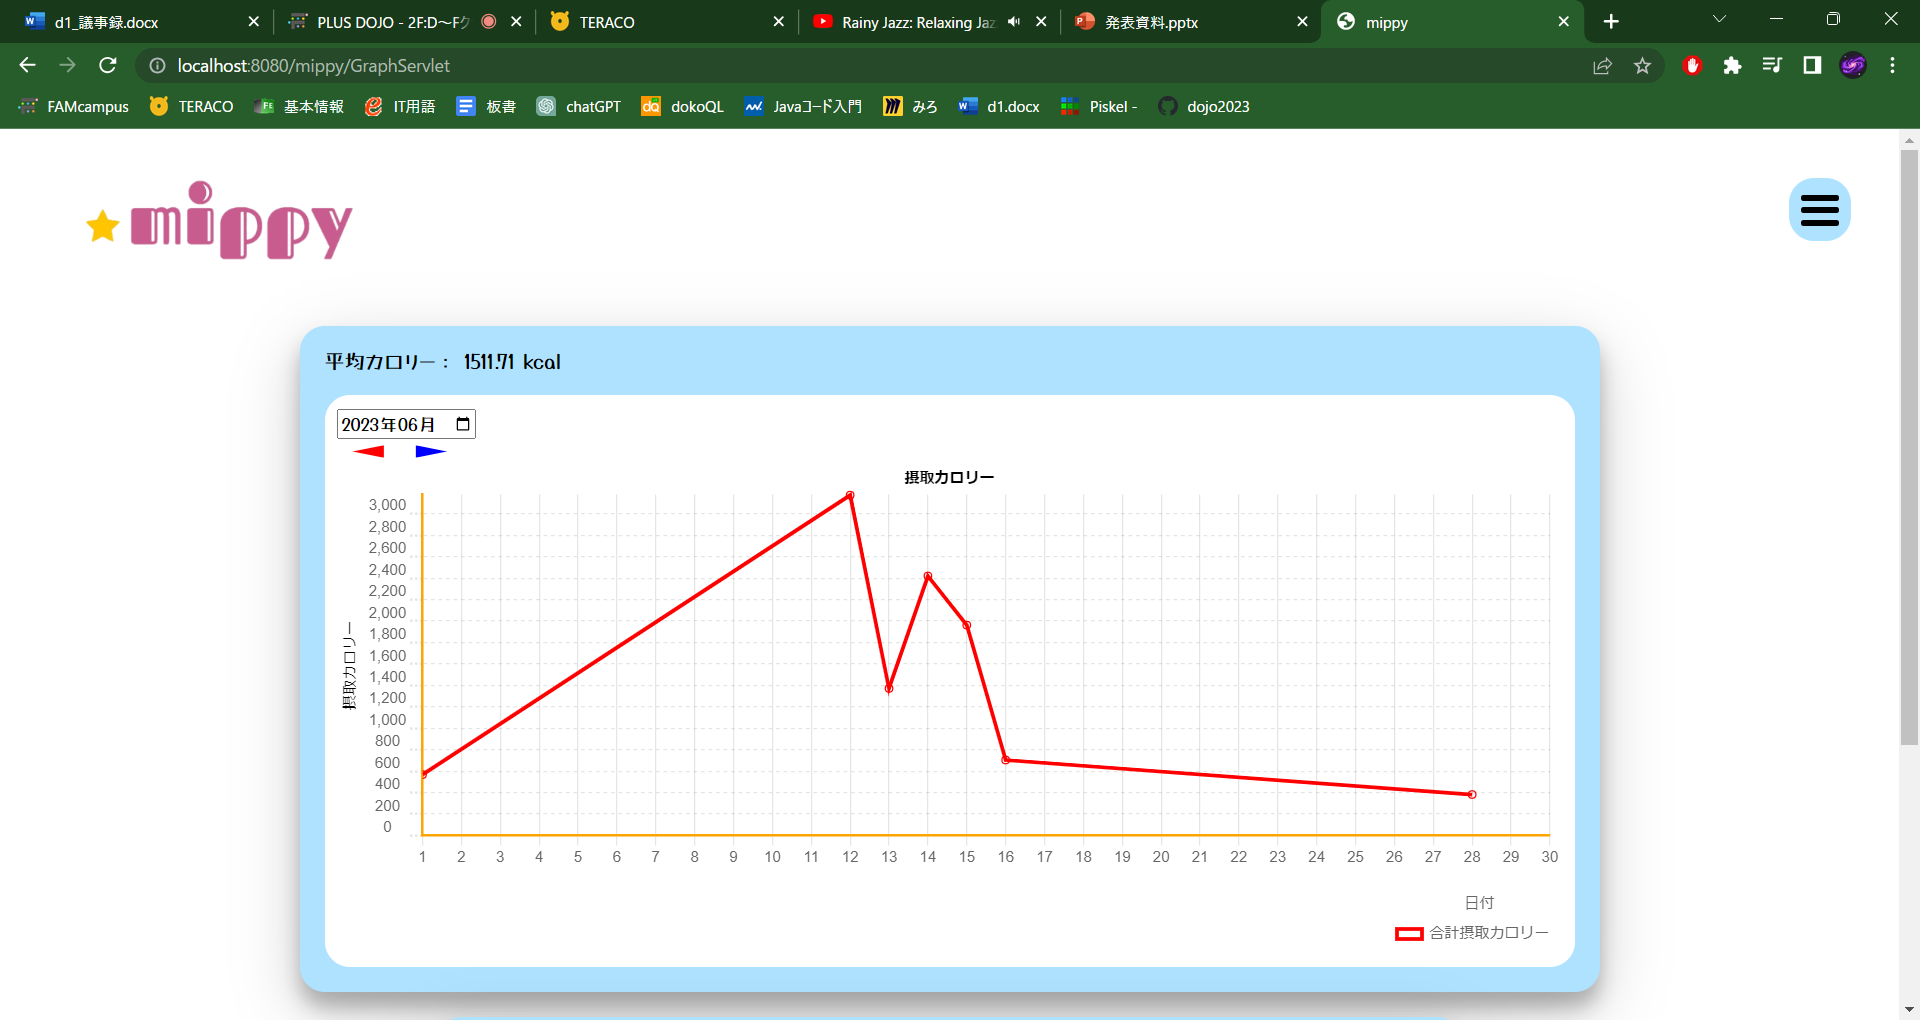 d1_議事録.docx
PLUS DOJO - 2F:D～Fク
TERACO
Rainy Jazz: Relaxing Jaz
発表資料.pptx
mippy
localhost:8080/mippy/GraphServlet
FAMcampus
TERACO
基本情報
IT用語
板書
chatGPT
dokoQL
Javaコード入門
みろ
d1.docx
Piskel -
dojo2023
mippy
平均カロリー： 1511.71 kcal
2023年06月
摂取カロリー
3,000
2,800
2,600
2,400
2,200
2,000
1,800
1,600
1,400
1,200
1,000
800
600
400
200
0
摂取カロリー
1 2 3 4 5 6 7 8 9 10 11 12 13 14 15 16 17 18 19 20 21 22 23 24 25 26 27 28 29 30
日付
合計摂取カロリー